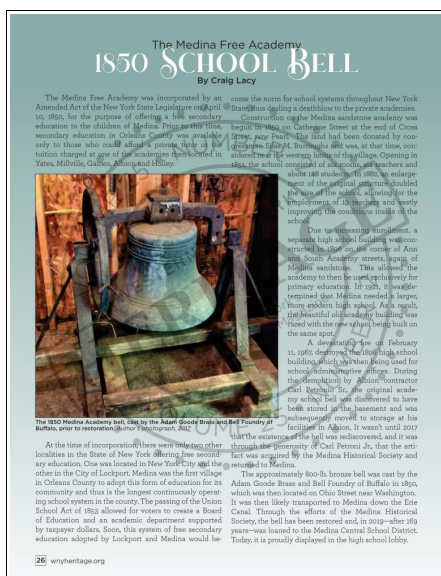 The Medina Free Academy
1850 SCHOOL BELL
By Craig Lacy
The Medina Free Academy was incorporated by an
Amended Act of the New York State Legislature on April
10, 1850, for the purpose of offering a free secondary
education to the children of Medina. Prior to this time,
secondary education in Orleans County was available
only to those who could afford a private tutor or the
tuition charged at one of the academies then located in
Yates, Millville, Gaines, Albion and Holley.
The 1850 Medina Academy bell, cast by the Adam Goode Brass and Bell Foundry of
Buffalo, prior to restoration. Author's photograph, 2017
At the time of incorporation, there were only two other
localities in the State of New York offering free second-
ary education. One was located in New York City and the
other in the City of Lockport. Medina was the first village
in Orleans County to adopt this form of education for its
community and thus is the longest continuously operat-
ing school system in the county. The passing of the Union
School Act of 1853 allowed for voters to create a Board
of Education and an academic department supported
by taxpayer dollars. Soon, this system of free secondary
education adopted by Lockport and Medina would be-
come the norm for school systems throughout New York
State, thus dealing a deathblow to the private academies.
Construction on the Medina sandstone academy was
begun in 1850 on Catherine Street at the end of Cross
Street, now Pearl. The land had been donated by con-
gressman Silas M. Burroughs and was, at that time, con-
sidered near the western limits of the village. Opening in
1851, the school consisted of six rooms, six teachers and
about 188 students. In 1882, an enlarge-
ment of the original structure doubled
the size of the school, allowing for the
employment of 19 teachers and vastly
improving the conditions inside of the
school.
Due to increasing enrollment, a
separate high school building was con-
structed in 1896 on the corner of Ann
and South Academy streets, again of
Medina sandstone. This allowed the
academy to then be used exclusively for
primary education. In 1921, it was de-
termined that Medina needed a larger,
more modern high school. As a result,
the beautiful old academy building was
razed with the new school being built on
the same spot.
A devastating fire on February
11, 1967, destroyed the 1896 high school
building, which was then being used for
school administrative offices. During
the demolition by Albion contractor
Carl Petronio Sr., the original acade-
my school bell was discovered to have
been stored in the basement and was
subsequently moved to storage at his
facilities in Albion. It wasn't until 2017
that the existence of the bell was rediscovered, and it was
through the generosity of Carl Petroni Jr., that the arti-
fact was acquired by the Medina Historical Society and
returned to Medina.
The approximately 800-lb. bronze bell was cast by the
Adam Goode Brass and Bell Foundry of Buffalo in 1850,
which was then located on Ohio Street near Washington.
It was then likely transported to Medina down the Erie
Canal. Through the efforts of the Medina Historical
Society, the bell has been restored and, in 2019—after 169
years—was loaned to the Medina Central School District.
Today, it is proudly displayed in the high school lobby.
26 wnyheritage.org